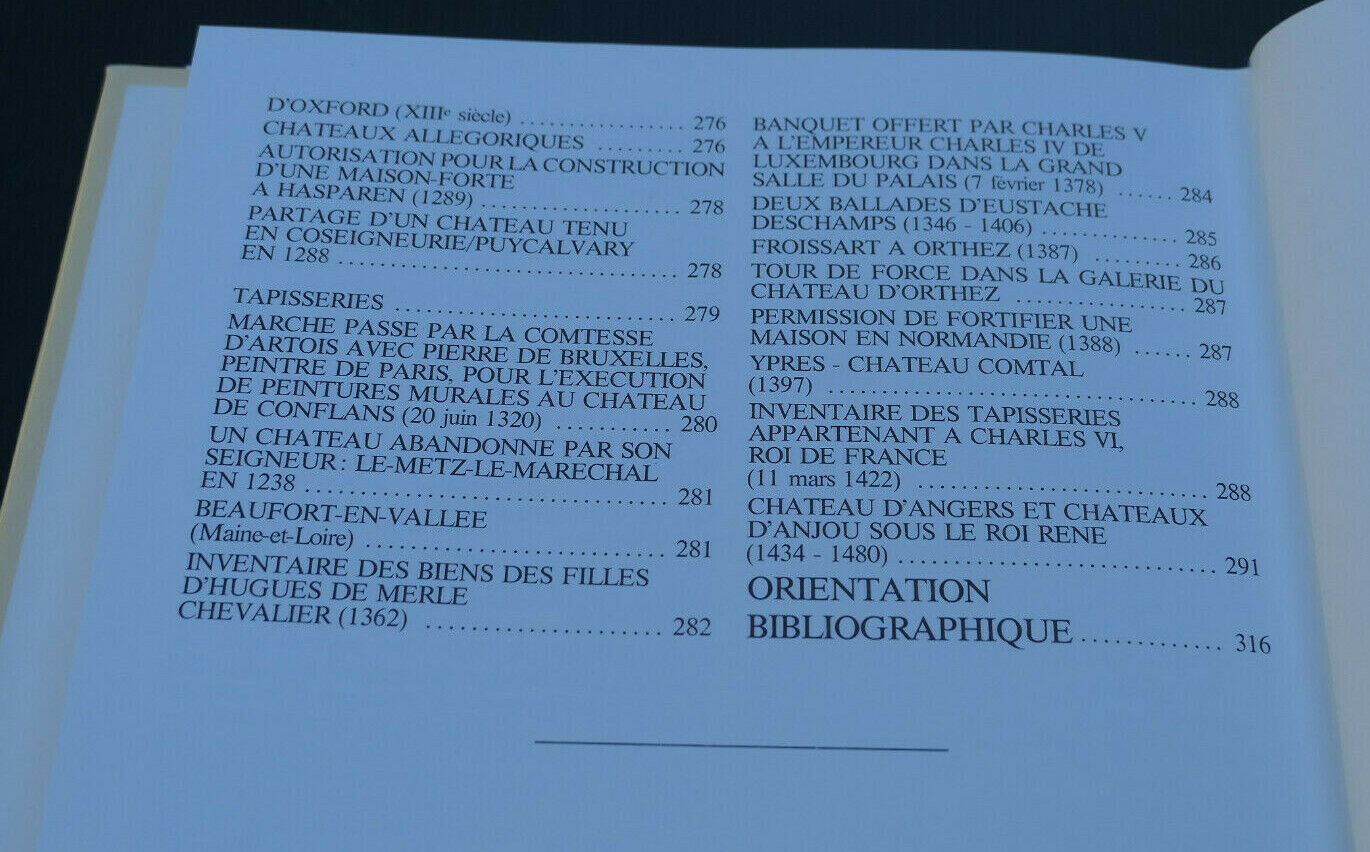 D'OXFORD (XIIIe siècle) ................. 276
CHATEAUX ALLEGORIQUES ............ 276
AUTORISATION POUR LA CONSTRUCTION
D'UNE MAISON-FORTE
A HASPAREN (1289) ..................... 278
PARTAGE D'UN CHATEAU TENU
EN COSEIGNEURIE/PUYCALVARY
EN 1288 .................................. 278
TAPISSERIES .............................. 279
MARCHE PASSE PAR LA COMTESSE
D'ARTOIS AVEC PIERRE DE BRUXELLES,
PEINTRE DE PARIS, POUR L'EXECUTION
DE PEINTURES MURALES AU CHATEAU
DE CONFLANS (20 juin 1320) ........... 280
UN CHATEAU ABANDONNE PAR SON
SEIGNEUR: LE-METZ-LE-MARECHAL
EN 1238 .................................. 281
BEAUFORT-EN-VALLEE
(Maine-et-Loire) .......................... 281
INVENTAIRE DES BIENS DES FILLES
D'HUGUES DE MERLE
CHEVALIER (1362) ..................... 282
BANQUET OFFERT PAR CHARLES V
A L'EMPEREUR CHARLES IV DE
LUXEMBOURG DANS LA GRAND
SALLE DU PALAIS (7 février 1378) ...... 284
DEUX BALLADES D'EUSTACHE
DESCHAMPS (1346 - 1406) .............. 285
FROISSART A ORTHEZ (1387) ......... 286
TOUR DE FORCE DANS LA GALERIE DU
CHATEAU D'ORTHEZ .................. 287
PERMISSION DE FORTIFIER UNE
MAISON EN NORMANDIE (1388) ...... 287
YPRES - CHATEAU COMTAL
(1397) ................................... 288
INVENTAIRE DES TAPISSERIES
APPARTENANT A CHARLES VI,
ROI DE FRANCE
(11 mars 1422) ........................... 288
CHATEAU D'ANGERS ET CHATEAUX
D'ANJOU SOUS LE ROI RENE
(1434 - 1480) ............................. 291
ORIENTATION
BIBLIOGRAPHIQUE ............. 316